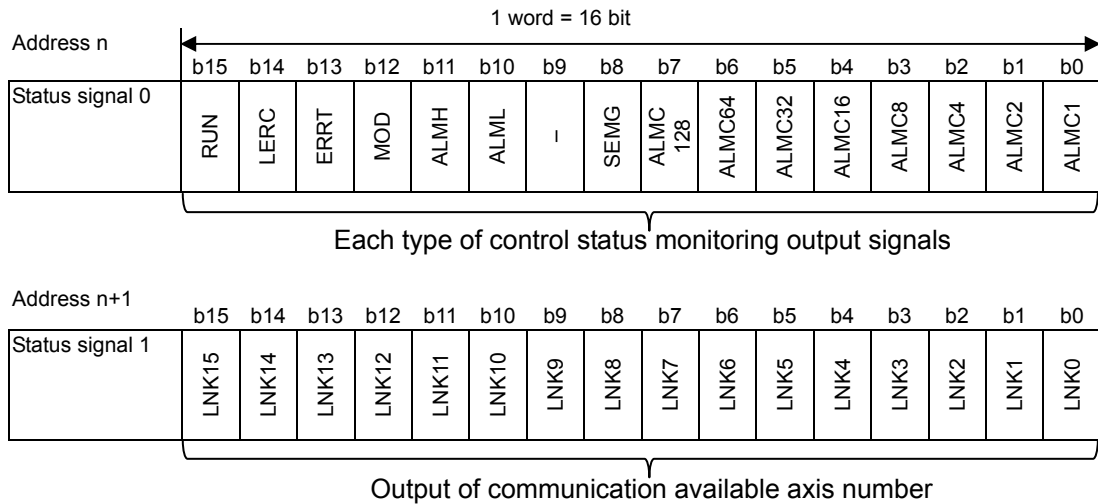 1 word = 16 bit
Address n
b15 b14 b13 b12 b11 b10 b9 b8 b7 b6 b5 b4 b3 b2 b1 b0
Status signal 0
RUN
LERC
ERRT
MOD
ALMH
ALML
–
SEMG
ALMC
128
ALMC64
ALMC32
ALMC16
ALMC8
ALMC4
ALMC2
ALMC1
Each type of control status monitoring output signals
Address n+1
b15 b14 b13 b12 b11 b10 b9 b8 b7 b6 b5 b4 b3 b2 b1 b0
Status signal 1
LNK15
LNK14
LNK13
LNK12
LNK11
LNK10
LNK9
LNK8
LNK7
LNK6
LNK5
LNK4
LNK3
LNK2
LNK1
LNK0
Output of communication available axis number